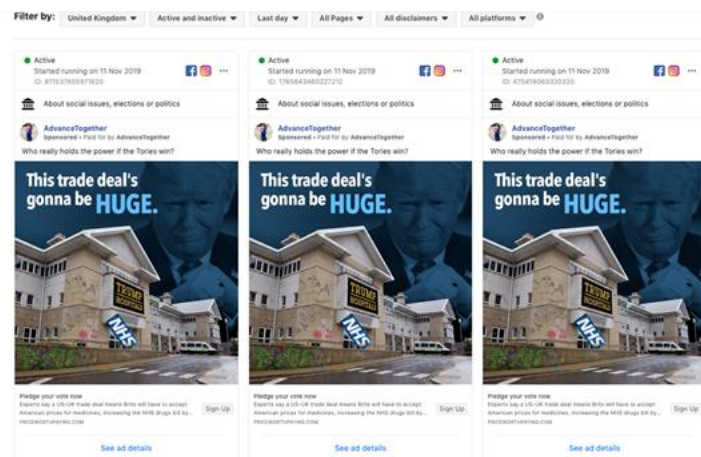 Filter by: United Kingdom Active and inactive Last day All Pages All disclaimers All platforms
Active
Started running on 11 Nov 2019
About social issues, elections or politics
AdvanceTogether
Sponsored • Paid for by AdvanceTogether
Who really holds the power if the Tories win?
This trade deal's
gonna be HUGE.
TRUMP
HOSPITALS
NHS
Pledge your vote now
Experts say a US-UK trade deal means Brits will have to accept
American prices for medicines, increasing the NHS drugs bill by...
Sign Up
See ad details
Active
Started running on 11 Nov 2019
About social issues, elections or politics
AdvanceTogether
Sponsored • Paid for by AdvanceTogether
Who really holds the power if the Tories win?
This trade deal's
gonna be HUGE.
TRUMP
HOSPITALS
NHS
Pledge your vote now
Experts say a US-UK trade deal means Brits will have to accept
American prices for medicines, increasing the NHS drugs bill by...
Sign Up
See ad details
Active
Started running on 11 Nov 2019
About social issues, elections or politics
AdvanceTogether
Sponsored • Paid for by AdvanceTogether
Who really holds the power if the Tories win?
This trade deal's
gonna be HUGE.
TRUMP
HOSPITALS
NHS
Pledge your vote now
Experts say a US-UK trade deal means Brits will have to accept
American prices for medicines, increasing the NHS drugs bill by...
Sign Up
See ad details